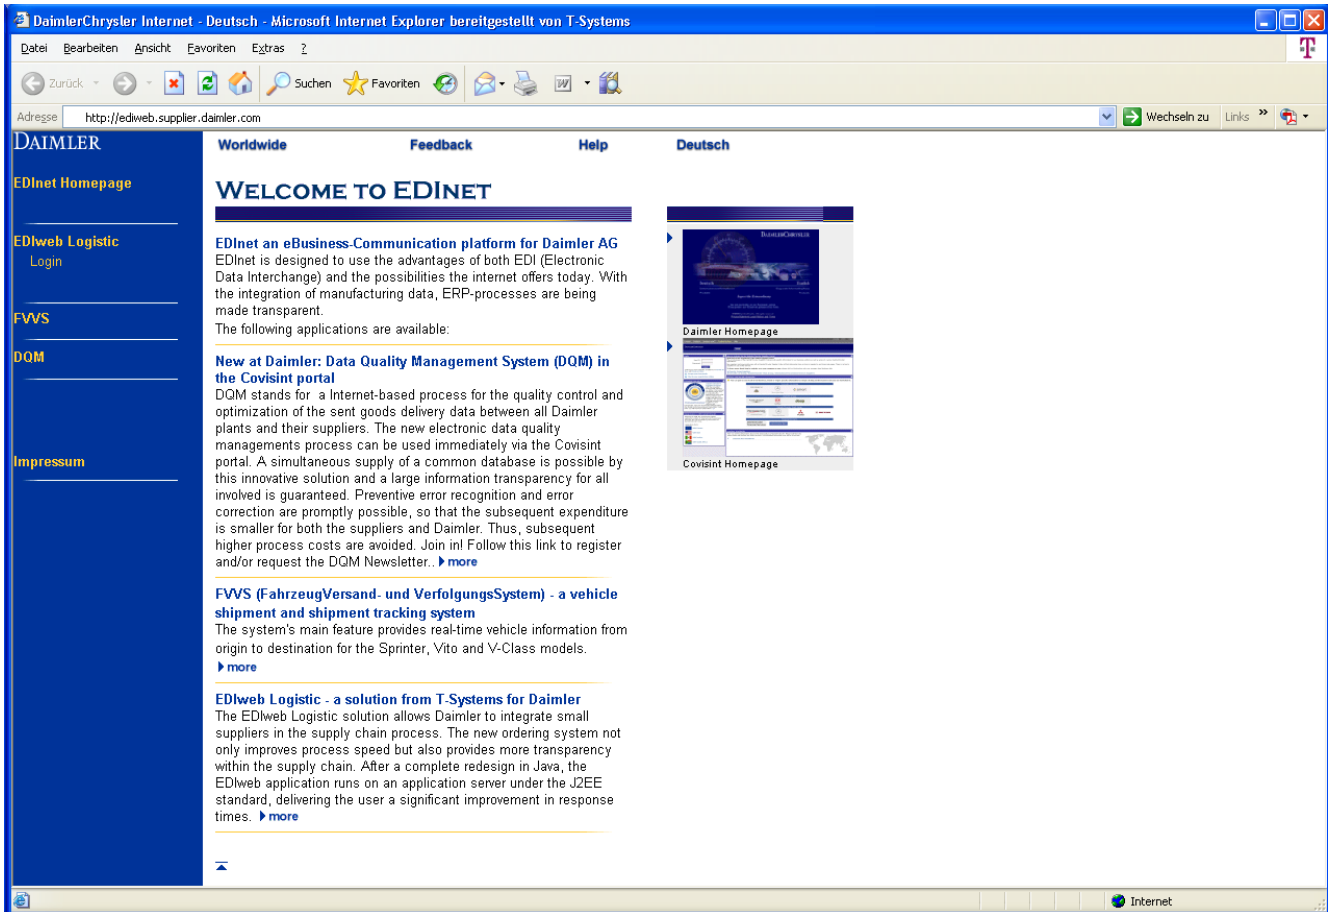 DaimlerChrysler Internet - Deutsch - Microsoft Internet Explorer bereitgestellt von T-Systems
Datei Bearbeiten Ansicht Favoriten Extras ?
Zurück Suchen Favoriten
Adresse http://ediweb.supplier.daimler.com Wechseln zu Links »
DAIMLER
Worldwide Feedback Help Deutsch
EDInet Homepage
EDIweb Logistic
Login
FVVS
DQM
Impressum
WELCOME TO EDINET
EDInet an eBusiness-Communication platform for Daimler AG
EDInet is designed to use the advantages of both EDI (Electronic
Data Interchange) and the possibilities the internet offers today. With
the integration of manufacturing data, ERP-processes are being
made transparent.
The following applications are available:
New at Daimler: Data Quality Management System (DQM) in
the Covisint portal
DQM stands for a Internet-based process for the quality control and
optimization of the sent goods delivery data between all Daimler
plants and their suppliers. The new electronic data quality
managements process can be used immediately via the Covisint
portal. A simultaneous supply of a common database is possible by
this innovative solution and a large information transparency for all
involved is guaranteed. Preventive error recognition and error
correction are promptly possible, so that the subsequent expenditure
is smaller for both the suppliers and Daimler. Thus, subsequent
higher process costs are avoided. Join in! Follow this link to register
and/or request the DQM Newsletter.. more
FVVS (FahrzeugVersand- und VerfolgungsSystem) - a vehicle
shipment and shipment tracking system
The system's main feature provides real-time vehicle information from
origin to destination for the Sprinter, Vito and V-Class models.
more
EDIweb Logistic - a solution from T-Systems for Daimler
The EDIweb Logistic solution allows Daimler to integrate small
suppliers in the supply chain process. The new ordering system not
only improves process speed but also provides more transparency
within the supply chain. After a complete redesign in Java, the
EDIweb application runs on an application server under the J2EE
standard, delivering the user a significant improvement in response
times. more
DAIMLERCHRYSLER
Daimler Homepage
Covisint Homepage
Internet